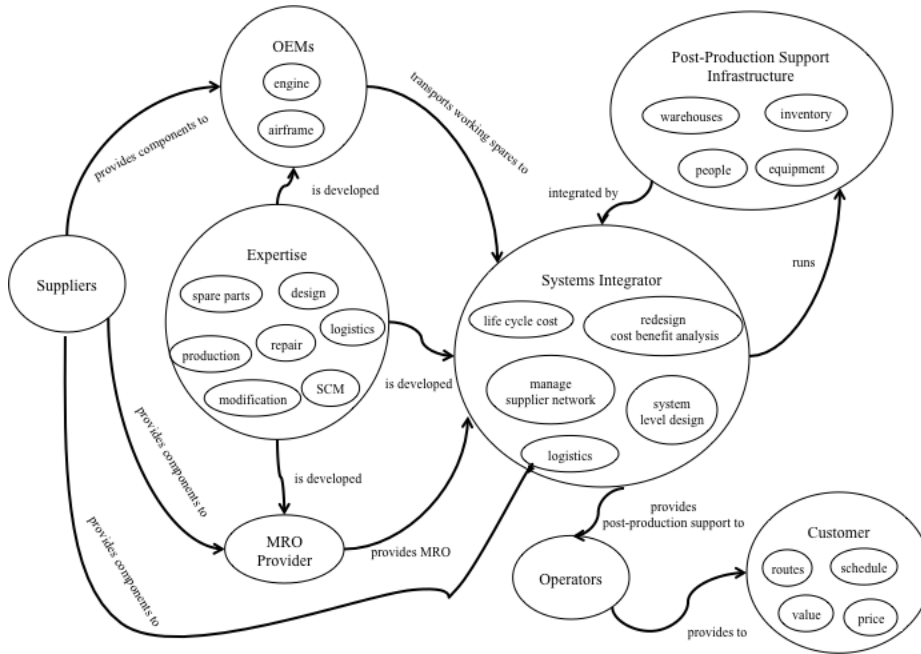 OEMs
engine
airframe
transports working spares to
Post-Production Support
Infrastructure
warehouses
inventory
people
equipment
provides components to
is developed
integrated by
Suppliers
Expertise
spare parts
design
logistics
production
repair
modification
SCM
is developed
Systems Integrator
life cycle cost
redesign
cost benefit analysis
manage
supplier network
system
level design
logistics
runs
provides components to
is developed
provides components to
MRO
Provider
provides MRO
provides
post-production support to
Operators
provides to
Customer
routes
schedule
value
price